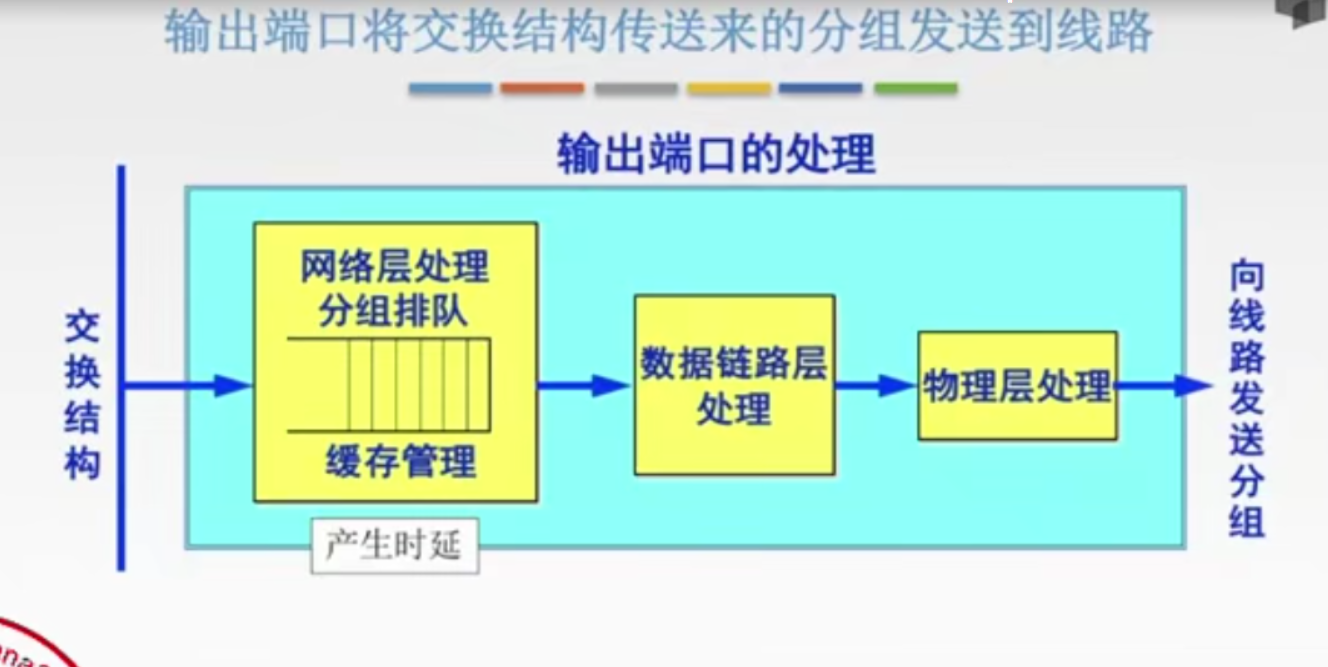 输出端口将交换结构传送来的分组发送到线路
输出端口的处理
交换结构
网络层处理
分组排队
缓存管理
产生时延
数据链路层
处理
物理层处理
向线路发送分组